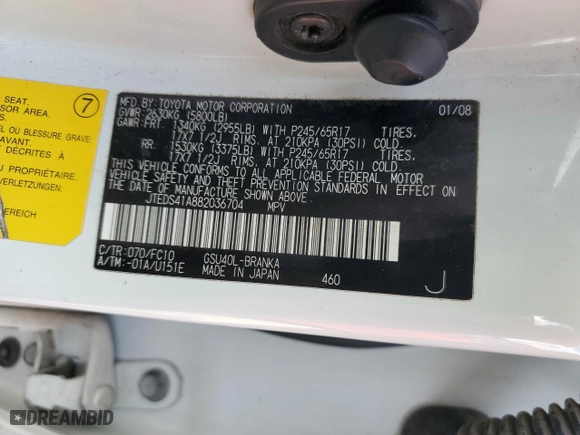 7
SEAT.
SOR AREA.
OU BLESSURE GRAVE:
AVANT.
DÉCRITES À
VERLETZUNGEN
MFD. BY: TOYOTA MOTOR CORPORATION 01/08
GVWR: 2630KG (5800LB)
GAWR: FRT. 1340KG (2955LB) WITH P245/65R17 TIRES,
17X7 1/2J RIMS, AT 210KPA (30PSI) COLD
RR. 1530KG (3375LB) WITH P245/65R17 TIRES,
17X7 1/2J RIMS, AT 210KPA (30PSI) COLD
THIS VEHICLE CONFORMS TO ALL APPLICABLE FEDERAL MOTOR
VEHICLE SAFETY AND THEFT PREVENTION STANDARDS IN EFFECT ON
THE DATE OF MANUFACTURE SHOWN ABOVE.
JTEDS41A882036704 MPV
C/TR: 070/FC10 GSU40L-BRANKA
A/TM: -01A/U151E MADE IN JAPAN 460 J
DREAMBID